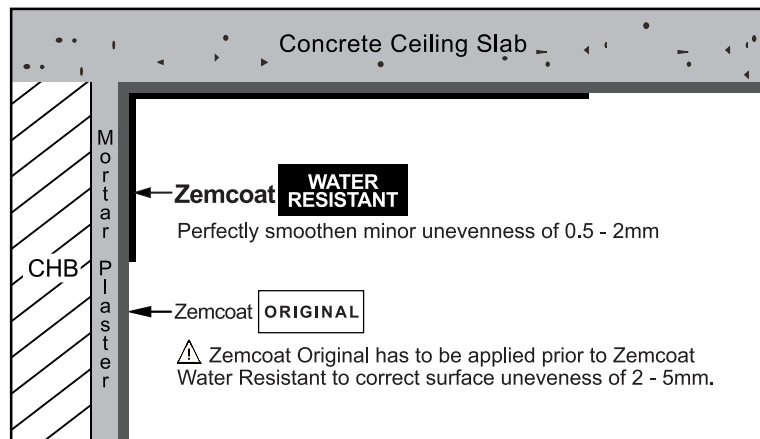 Concrete Ceiling Slab
Mortar Plaster
CHB
Zemcoat WATER RESISTANT
Perfectly smoothen minor unevenness of 0.5 - 2mm
Zemcoat ORIGINAL
⚠ Zemcoat Original has to be applied prior to Zemcoat
Water Resistant to correct surface uneveness of 2 - 5mm.